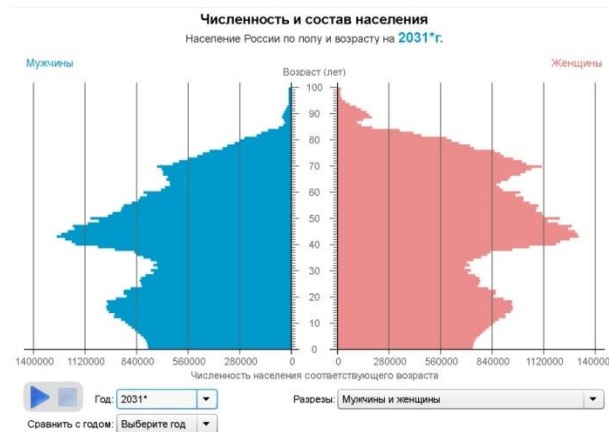 Численность и состав населения
Население России по полу и возрасту на 2031*г.
Мужчины
Возраст (лет)
Женщины
100
90
80
70
60
50
40
30
20
10
0
1400000 1120000 840000 560000 280000 0 0 280000 560000 840000 1120000 140000
Численность населения соответствующего возраста
Год: 2031* Разрезы: Мужчины и женщины
Сравнить с годом: Выберите год